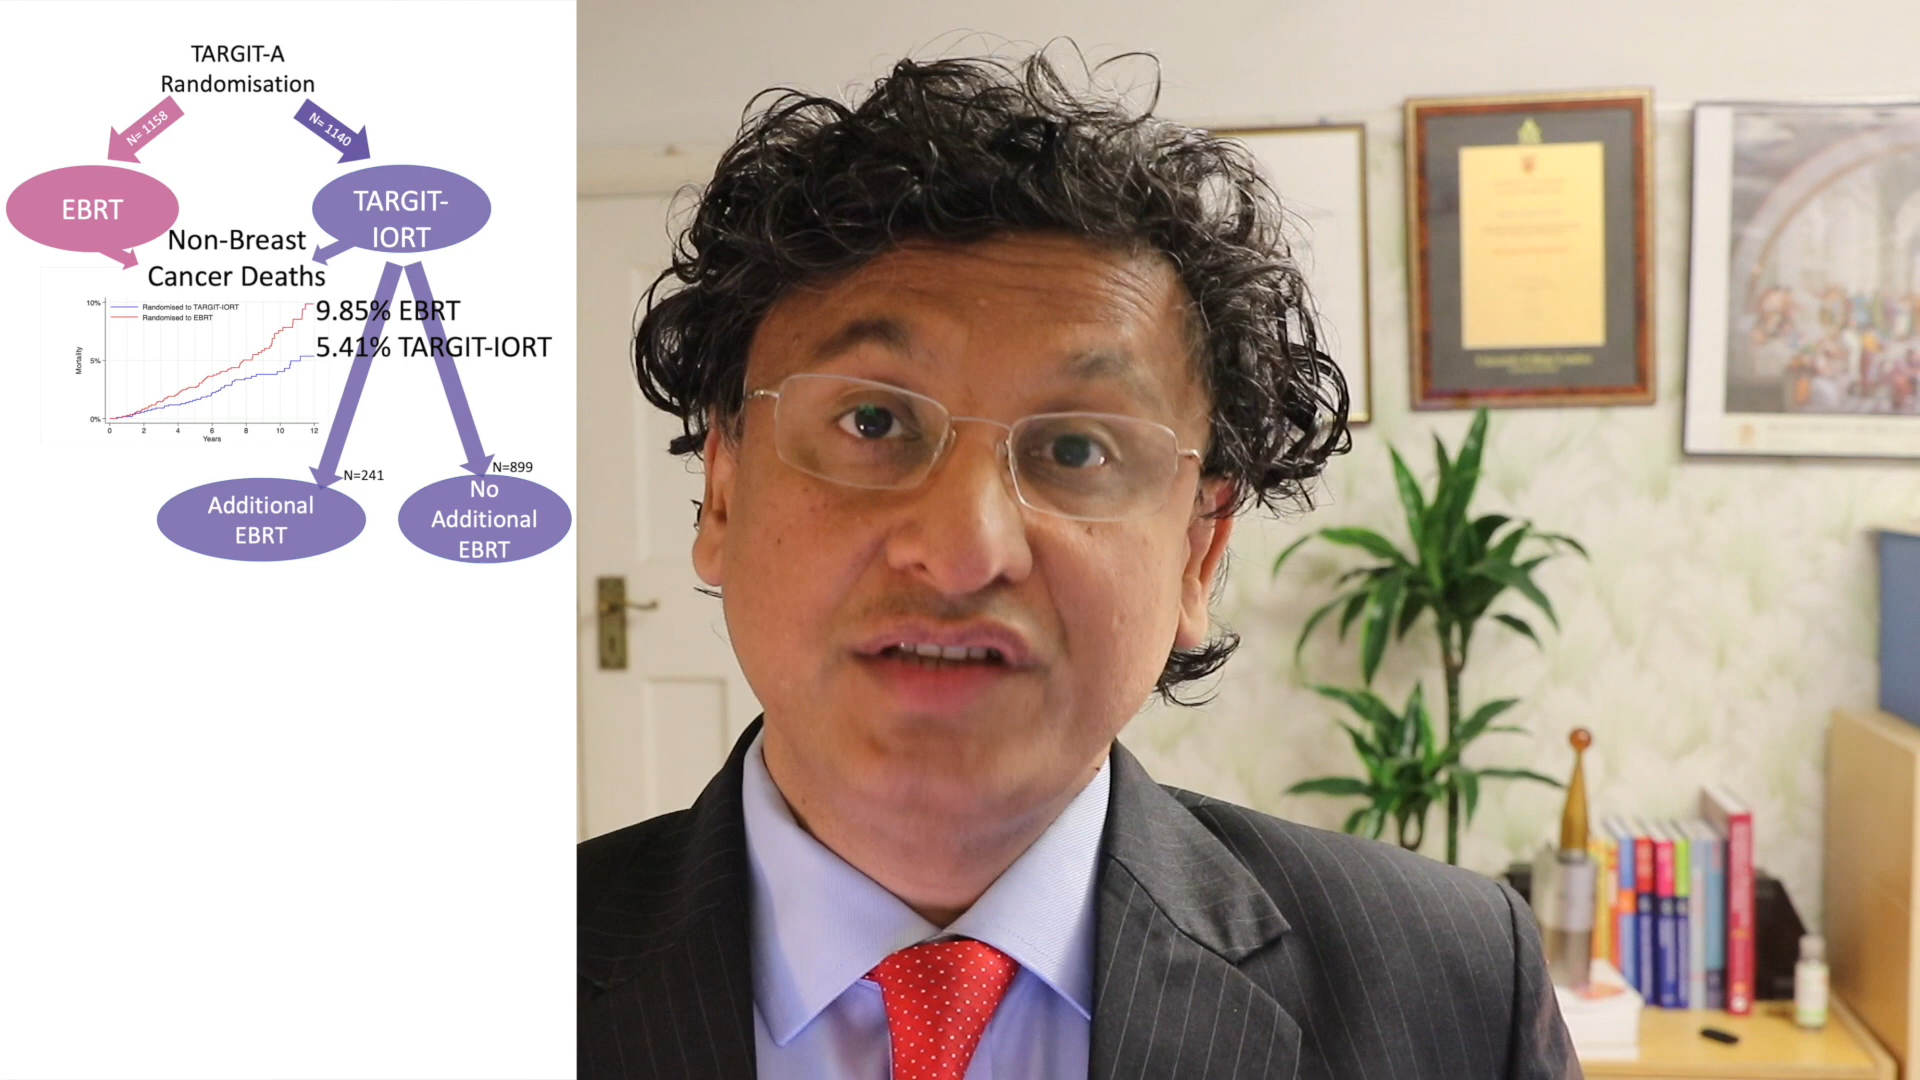 TARGIT-A
Randomisation
N= 1158
N= 1140
EBRT
TARGIT-
IORT
Non-Breast
Cancer Deaths
9.85% EBRT
5.41% TARGIT-IORT
10%
5%
0%
Mortality
Randomised to TARGIT-IORT
Randomised to EBRT
0 2 4 6 8 10 12
Years
N=241
N=899
Additional
EBRT
No
Additional
EBRT